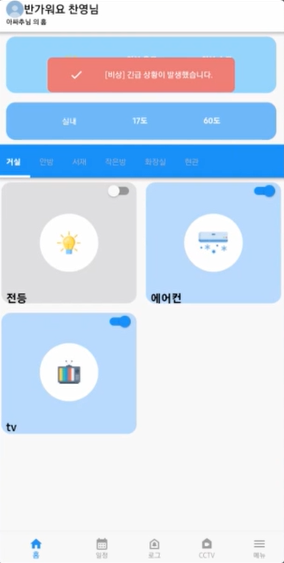 반가워요 찬영님
아싸주님 의 홈
[비상] 긴급 상황이 발생했습니다.
실내 17도 60도
거실 안방 서재 작은방 화장실 현관
전등
에어컨
tv
홈 일정 로그 CCTV 메뉴